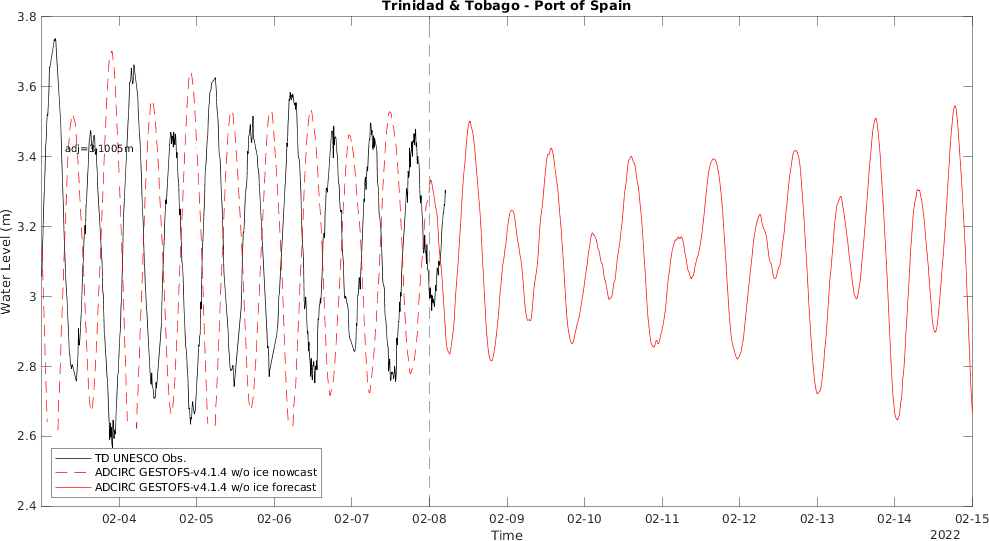 Trinidad & Tobago - Port of Spain
3.8
3.6
3.4
3.2
3
2.8
2.6
2.4
Water Level (m)
adj=3.1005m
TD UNESCO Obs.
ADCIRC GESTOFS-v4.1.4 w/o ice nowcast
ADCIRC GESTOFS-v4.1.4 w/o ice forecast
02-04 02-05 02-06 02-07 02-08 02-09 02-10 02-11 02-12 02-13 02-14 02-15
Time
2022